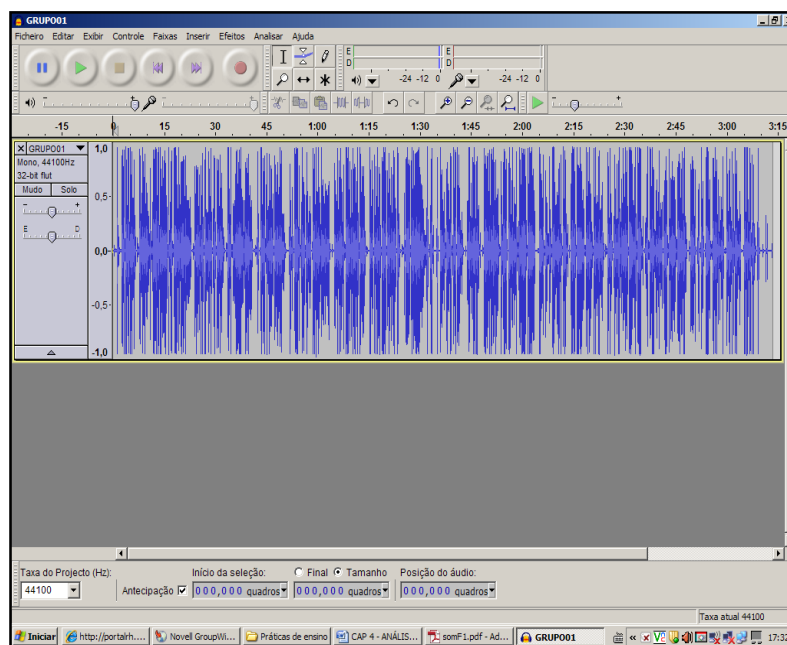 GRUPO01
Ficheiro Editar Exibir Controle Faixas Inserir Efeitos Analisar Ajuda
E E
D D
-24 -12 0 -24 -12 0
-15 0 15 30 45 1:00 1:15 1:30 1:45 2:00 2:15 2:30 2:45 3:00 3:15
GRUPO01
Mono, 44100Hz
32-bit flut
Mudo Solo
- +
E D
1,0
0,5
0,0
-0,5
-1,0
Taxa do Projecto (Hz): Início da seleção: Final Tamanho Posição do áudio:
44100 Antecipação 000,000 quadros 000,000 quadros 000,000 quadros
Taxa atual 44100
Iniciar http://portalrh.... Novell GroupWi... Práticas de ensino CAP 4 - ANÁLIS... somF1.pdf - Ad... GRUPO01 « 17:32